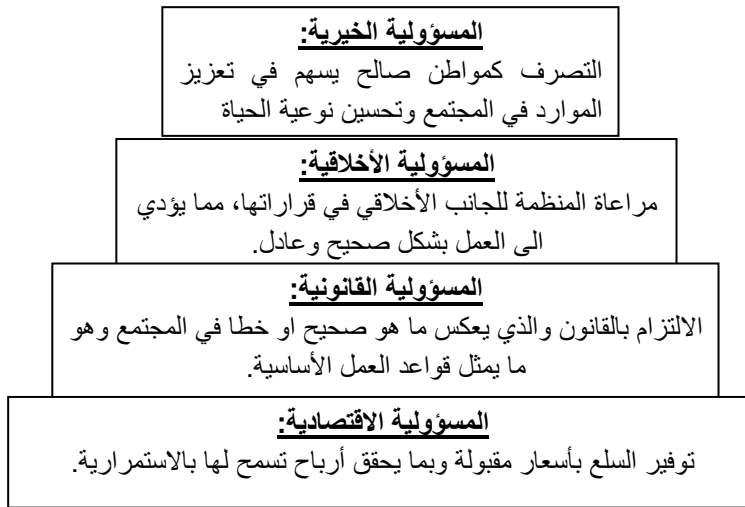 المسؤولية الخيرية:
التصرف كمواطن صالح يسهم في تعزيز
الموارد في المجتمع وتحسين نوعية الحياة
المسؤولية الأخلاقية:
مراعاة المنظمة للجانب الأخلاقي في قراراتها، مما يؤدي
الى العمل بشكل صحيح وعادل.
المسؤولية القانونية:
الالتزام بالقانون والذي يعكس ما هو صحيح او خطا في المجتمع وهو
ما يمثل قواعد العمل الأساسية.
المسؤولية الاقتصادية:
توفير السلع بأسعار مقبولة وبما يحقق أرباح تسمح لها بالاستمرارية.